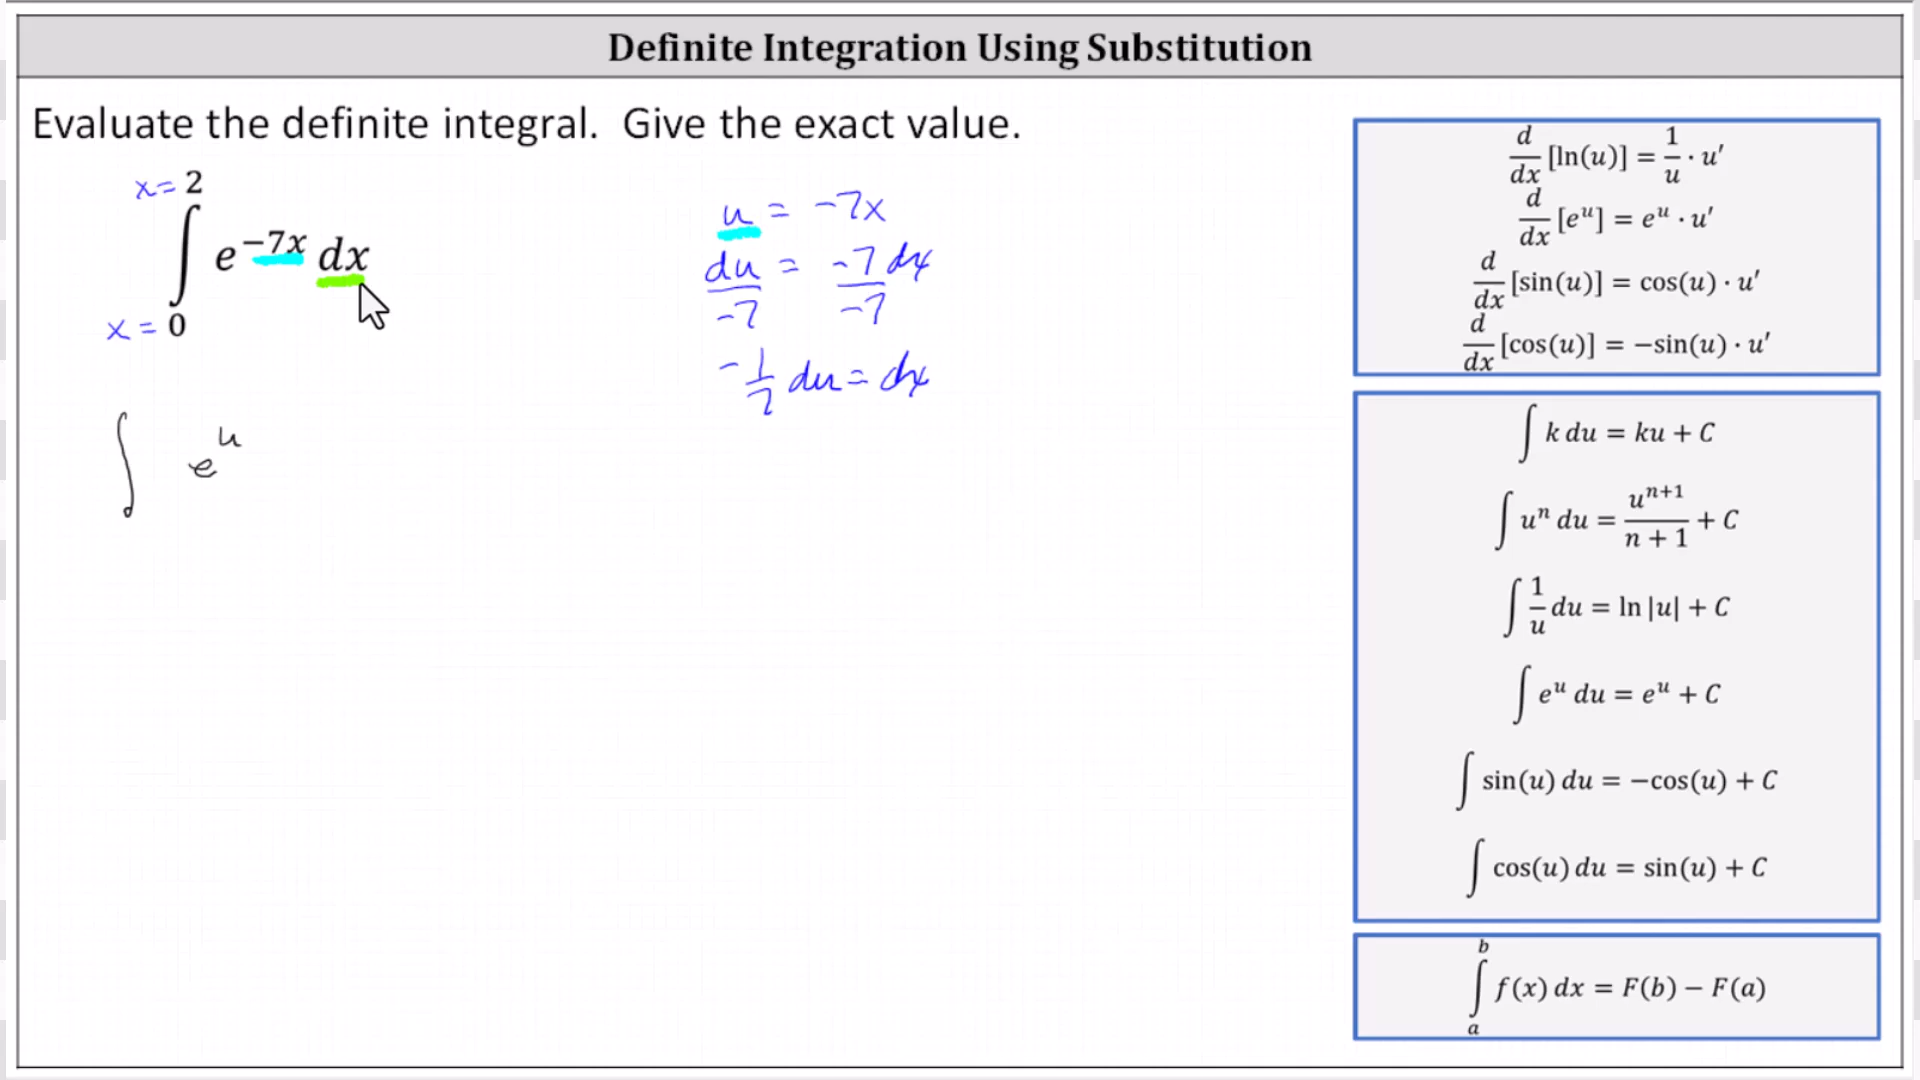 Definite Integration Using Substitution
Evaluate the definite integral.  Give the exact value.
x = 2
∫ e^{−7x} dx
x = 0
u = −7x
du/−7 = −7dx/−7
−1/7 du = dx
∫ e^u
d/dx [ln(u)] = 1/u · u′
d/dx [e^u] = e^u · u′
d/dx [sin(u)] = cos(u) · u′
d/dx [cos(u)] = −sin(u) · u′
∫ k du = ku + C
∫ u^n du = u^{n+1}/(n + 1) + C
∫ 1/u du = ln|u| + C
∫ e^u du = e^u + C
∫ sin(u) du = −cos(u) + C
∫ cos(u) du = sin(u) + C
b
∫ f(x) dx = F(b) − F(a)
a